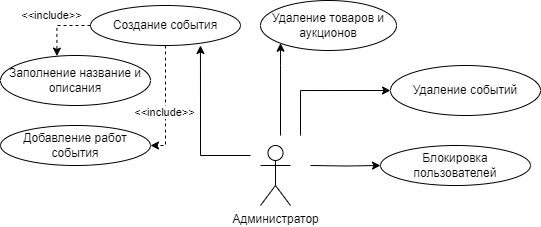 <<include>>
Создание события
Удаление товаров и
аукционов
Заполнение название и
описания
Удаление событий
<<include>>
Добавление работ
события
Блокировка
пользователей
Администратор